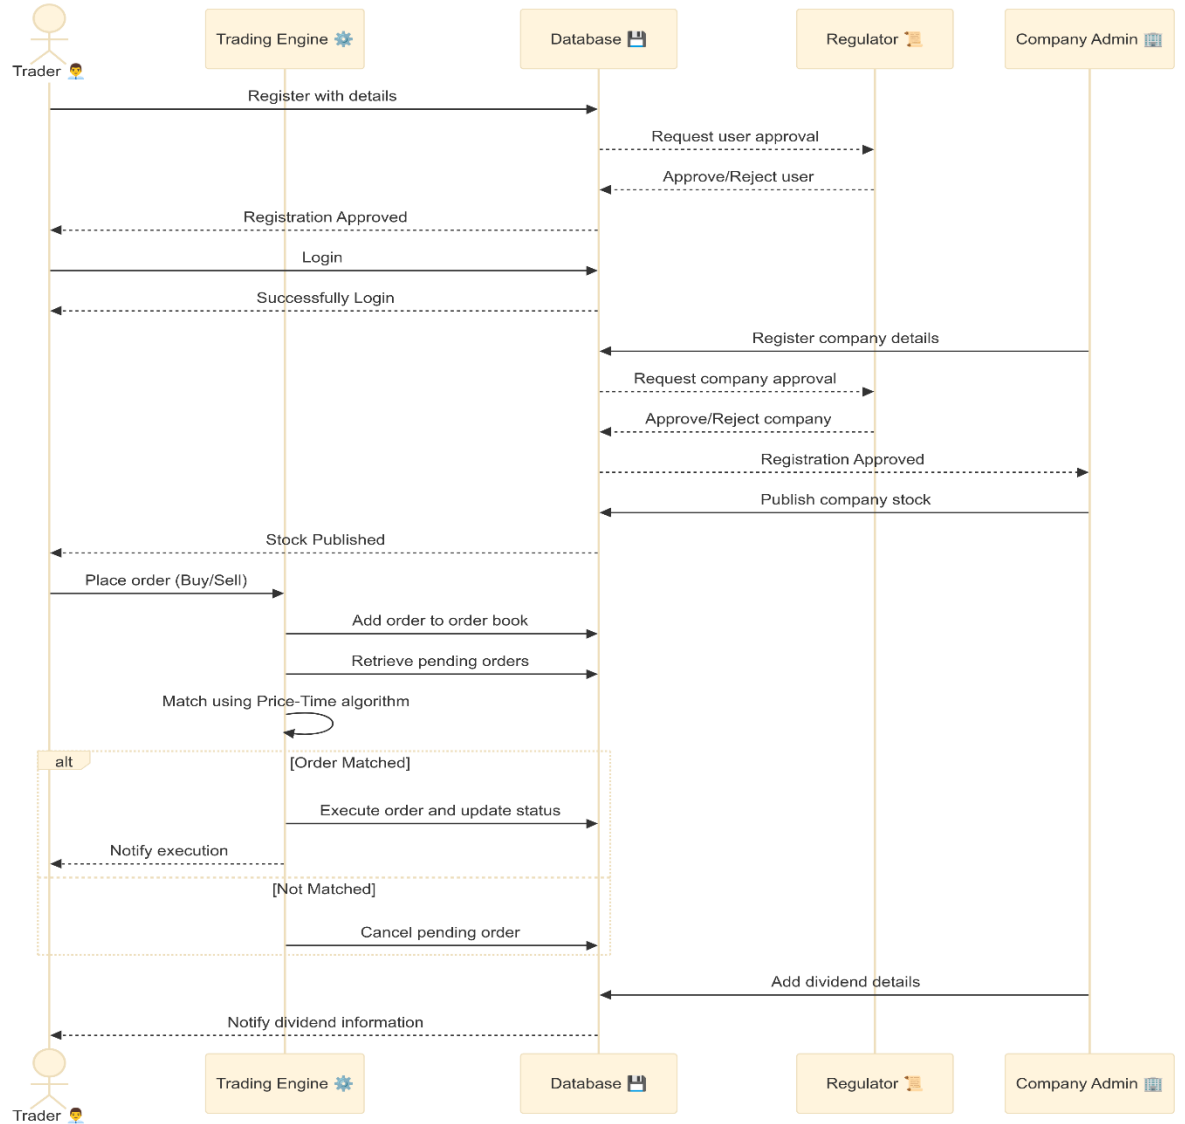 Trader 👨‍💼
Trading Engine ⚙️
Database 💾
Regulator 📜
Company Admin 🏢
Register with details
Request user approval
Approve/Reject user
Registration Approved
Login
Successfully Login
Register company details
Request company approval
Approve/Reject company
Registration Approved
Publish company stock
Stock Published
Place order (Buy/Sell)
Add order to order book
Retrieve pending orders
Match using Price-Time algorithm
alt
[Order Matched]
Execute order and update status
Notify execution
[Not Matched]
Cancel pending order
Add dividend details
Notify dividend information
Trader 👨‍💼
Trading Engine ⚙️
Database 💾
Regulator 📜
Company Admin 🏢